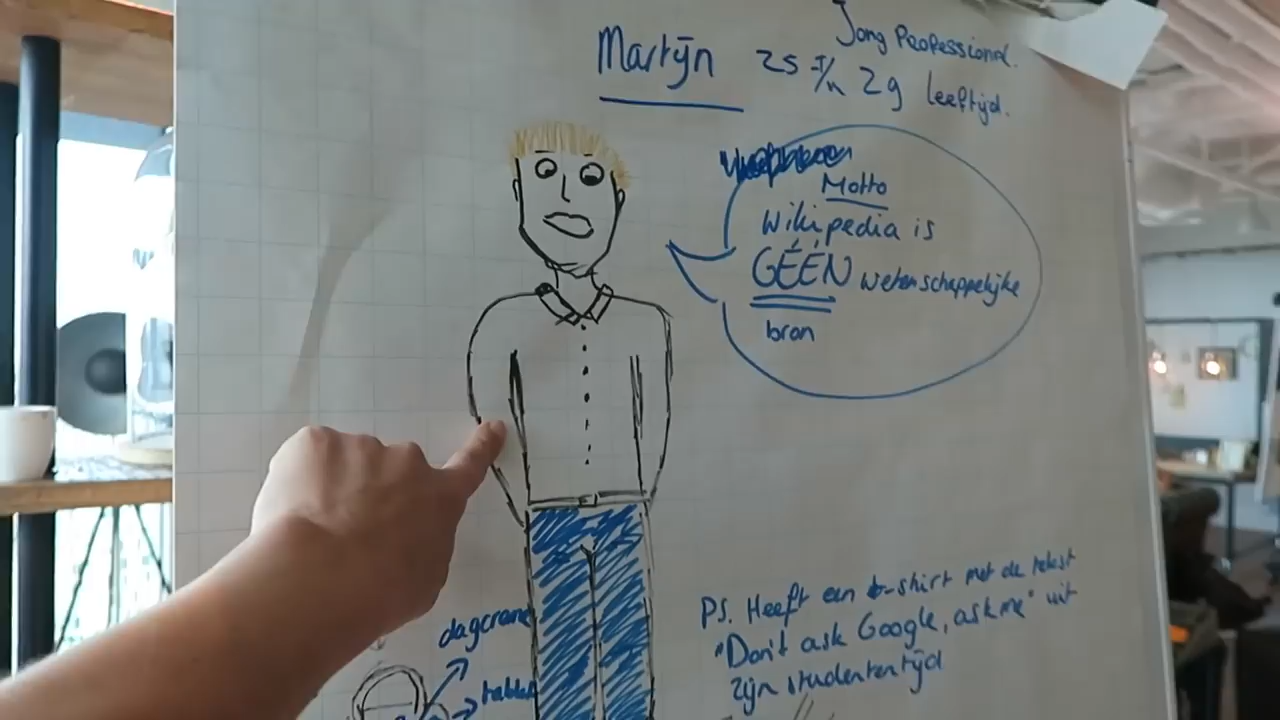 Jong Professional.
Martijn 25 T/n 29 leeftijd.
Motto
Wikipedia is
GÉÉN wetenschappelijke
bron
PS. Heeft een t-shirt met de tekst
"Don't ask Google, ask me" uit
zijn studententijd
dagcreme